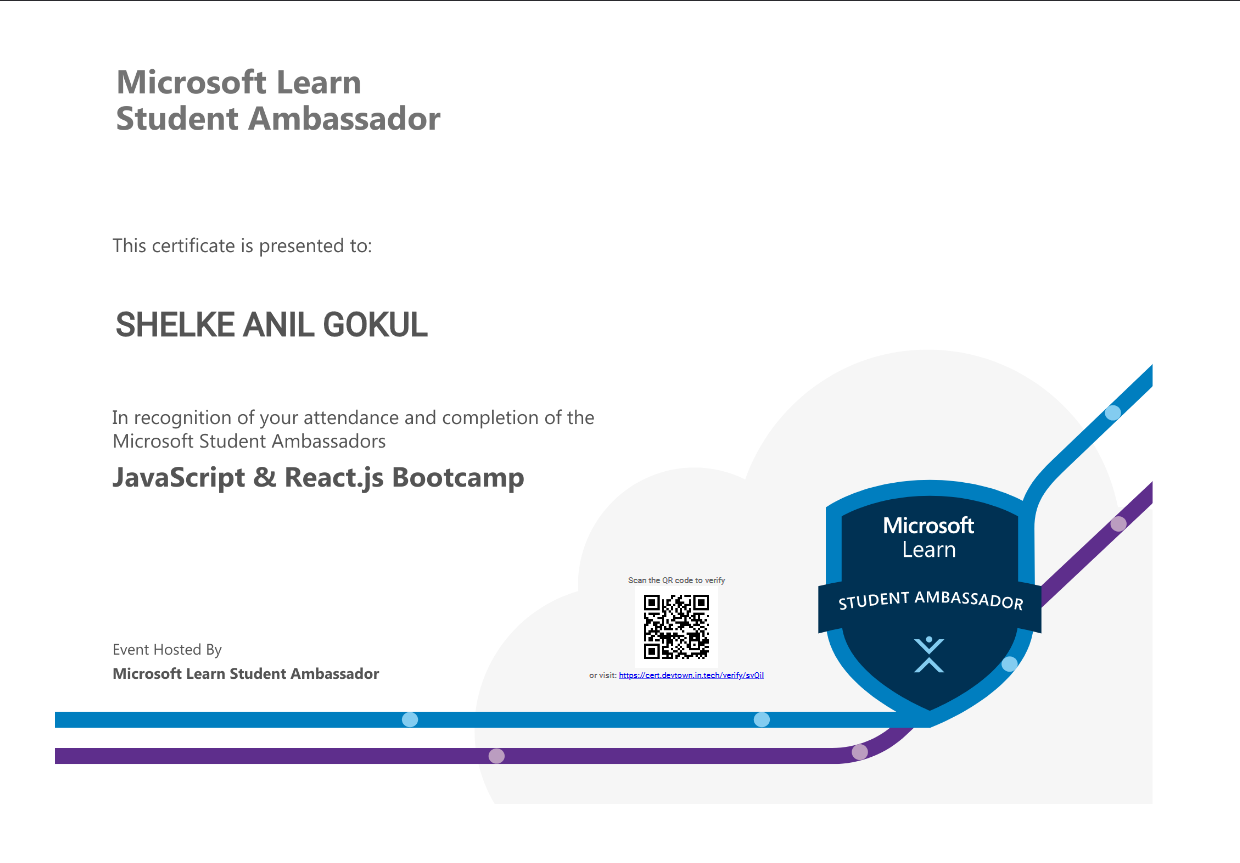 Microsoft Learn
Student Ambassador
This certificate is presented to:
SHELKE ANIL GOKUL
In recognition of your attendance and completion of the
Microsoft Student Ambassadors
JavaScript & React.js Bootcamp
Microsoft
Learn
STUDENT AMBASSADOR
Scan the QR code to verify
or visit: https://cert.devtown.in.tech/verify/svQil
Event Hosted By
Microsoft Learn Student Ambassador